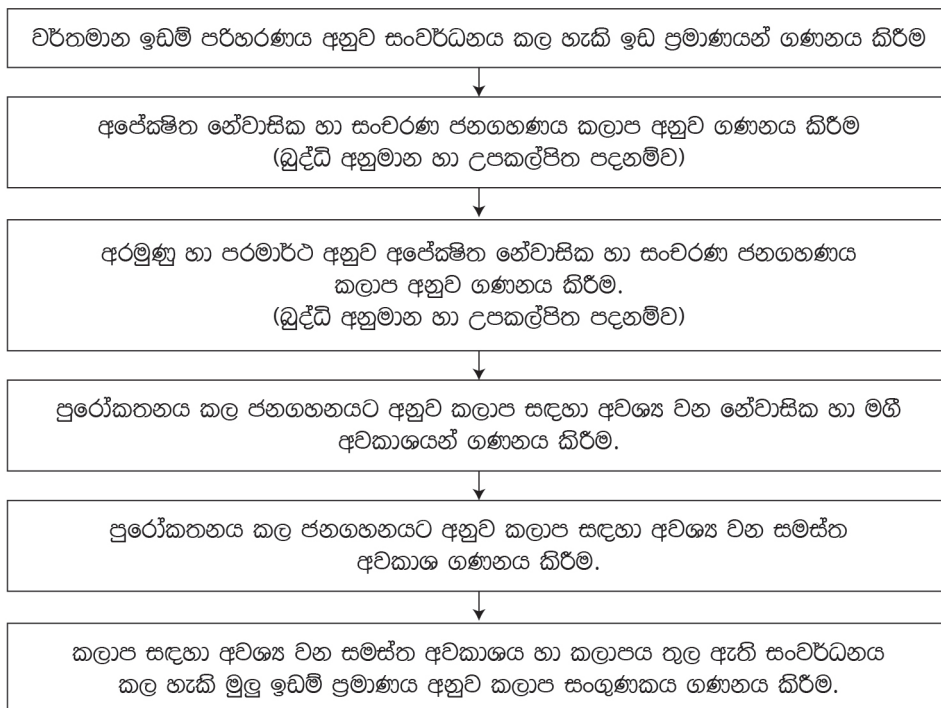 වර්තමාන ඉඩම් පරිහරණය අනුව සංවර්ධනය කල හැකි ඉඩ ප්‍රමාණයන් ගණනය කිරීම
අපේක්ෂිත නේවාසික හා සංචරණ ජනගහණය කලාප අනුව ගණනය කිරීම
(බුද්ධි අනුමාන හා උපකල්පිත පදනම්ව)
අරමුණු හා පරමාර්ථ අනුව අපේක්ෂිත නේවාසික හා සංචරණ ජනගහණය
කලාප අනුව ගණනය කිරීම.
(බුද්ධි අනුමාන හා උපකල්පිත පදනම්ව)
පුරෝකතනය කල ජනගහනයට අනුව කලාප සඳහා අවශ්‍ය වන නේවාසික හා මගී
අවකාශයන් ගණනය කිරීම.
පුරෝකතනය කල ජනගහනයට අනුව කලාප සඳහා අවශ්‍ය වන සමස්ත
අවකාශ ගණනය කිරීම.
කලාප සඳහා අවශ්‍ය වන සමස්ත අවකාශය හා කලාපය තුල ඇති සංවර්ධනය
කල හැකි මුලු ඉඩම් ප්‍රමාණය අනුව කලාප සංගුණකය ගණනය කිරීම.